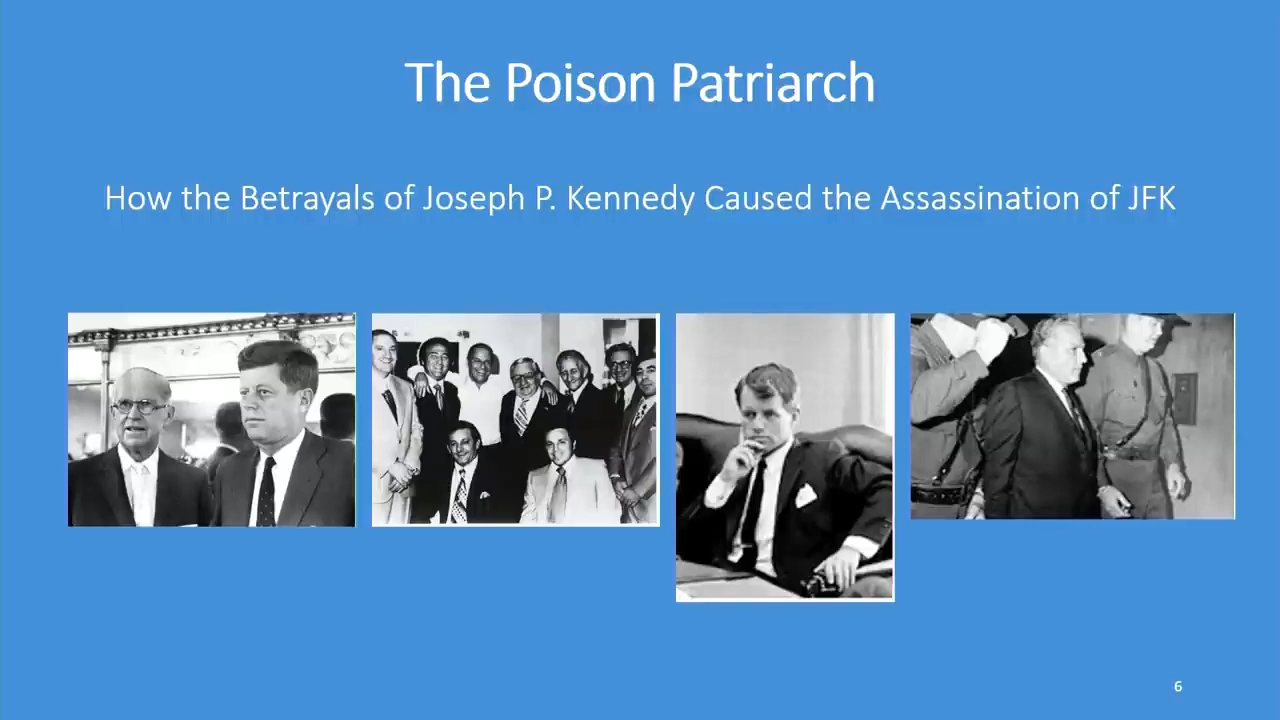 The Poison Patriarch
How the Betrayals of Joseph P. Kennedy Caused the Assassination of JFK
6